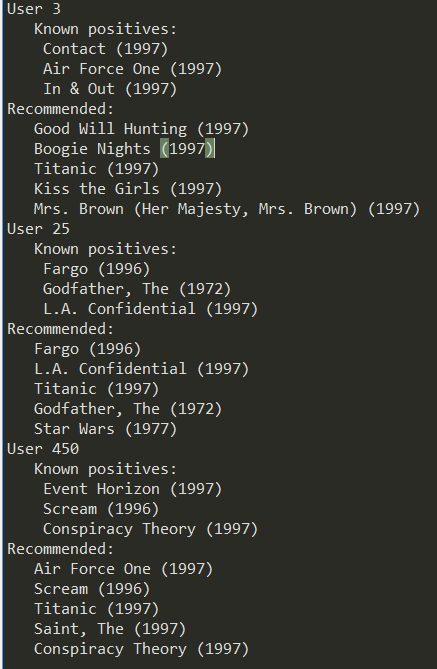 User 3
Known positives:
Contact (1997)
Air Force One (1997)
In & Out (1997)
Recommended:
Good Will Hunting (1997)
Boogie Nights (1997)
Titanic (1997)
Kiss the Girls (1997)
Mrs. Brown (Her Majesty, Mrs. Brown) (1997)
User 25
Known positives:
Fargo (1996)
Godfather, The (1972)
L.A. Confidential (1997)
Recommended:
Fargo (1996)
L.A. Confidential (1997)
Titanic (1997)
Godfather, The (1972)
Star Wars (1977)
User 450
Known positives:
Event Horizon (1997)
Scream (1996)
Conspiracy Theory (1997)
Recommended:
Air Force One (1997)
Scream (1996)
Titanic (1997)
Saint, The (1997)
Conspiracy Theory (1997)